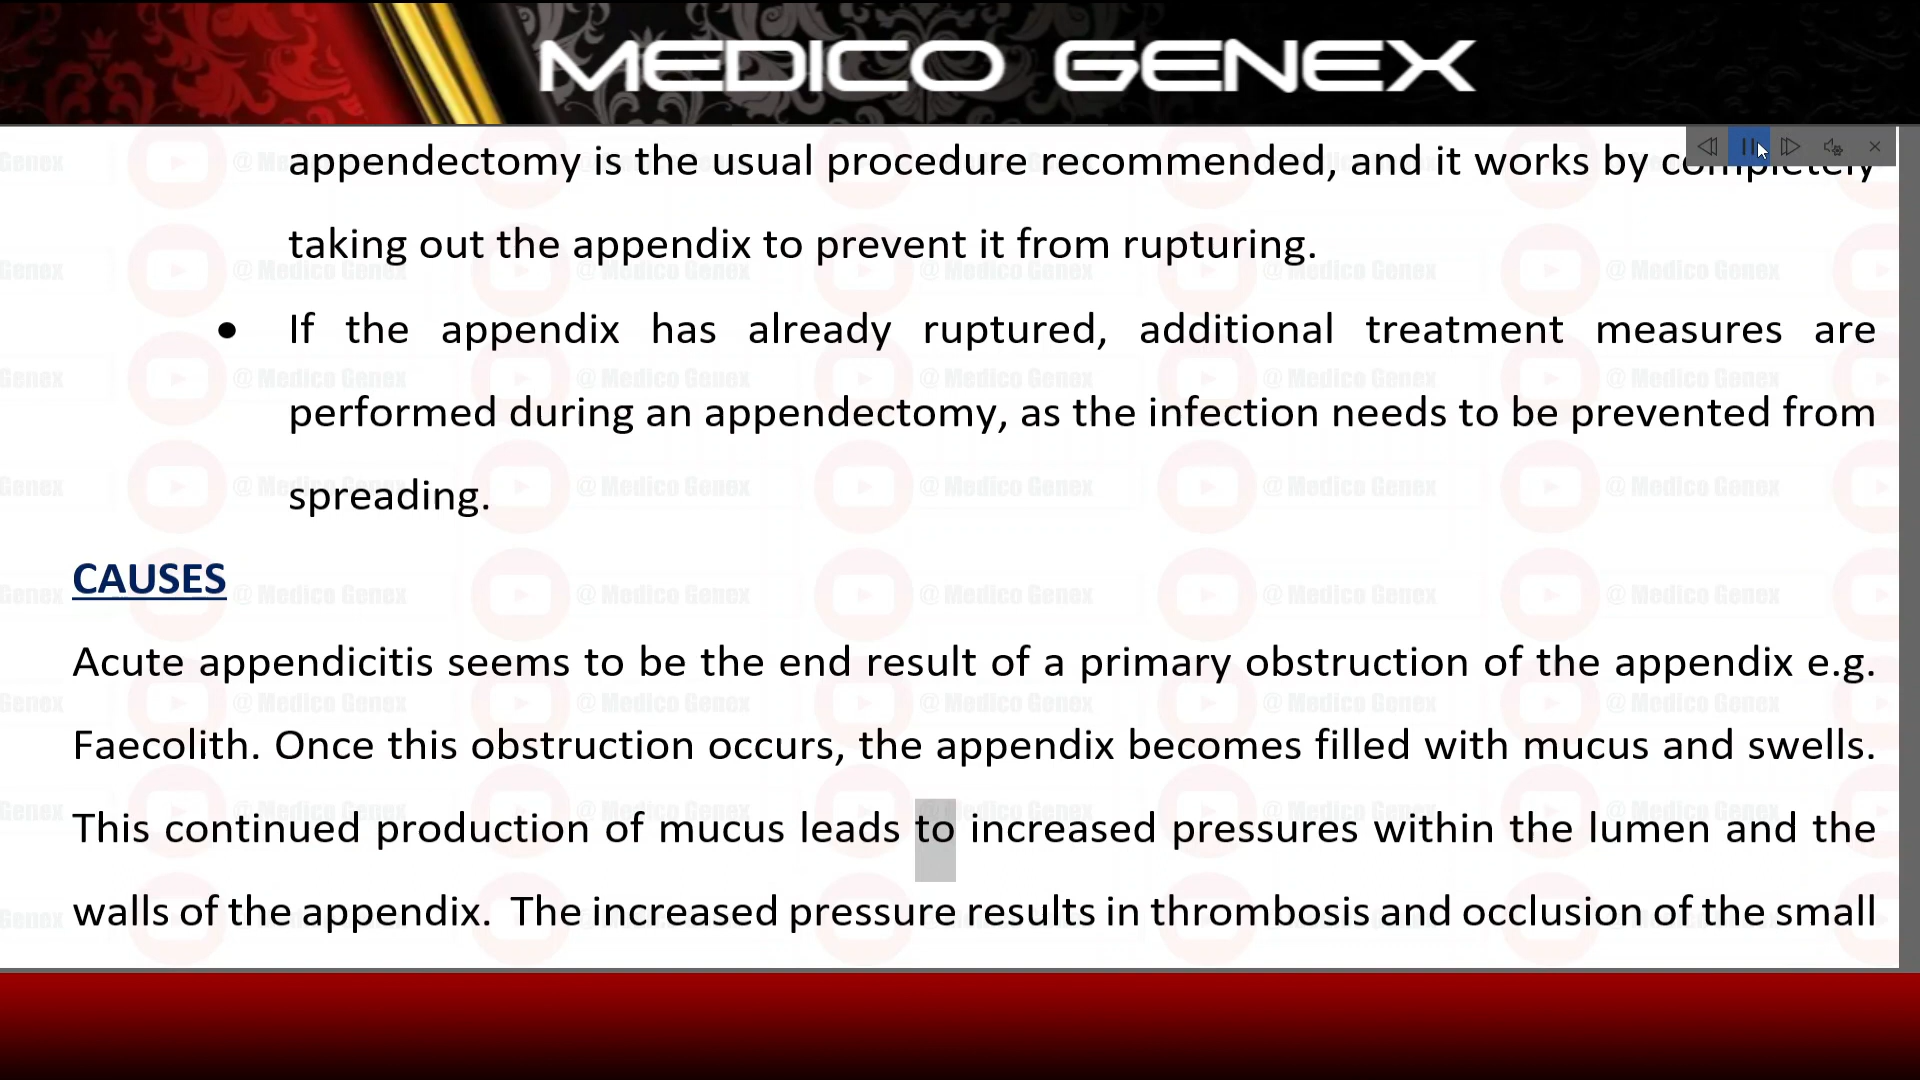 MEDICO GENEX
appendectomy is the usual procedure recommended, and it works by completely
taking out the appendix to prevent it from rupturing.
● If the appendix has already ruptured, additional treatment measures are
performed during an appendectomy, as the infection needs to be prevented from
spreading.
CAUSES
Acute appendicitis seems to be the end result of a primary obstruction of the appendix e.g.
Faecolith. Once this obstruction occurs, the appendix becomes filled with mucus and swells.
This continued production of mucus leads to increased pressures within the lumen and the
walls of the appendix. The increased pressure results in thrombosis and occlusion of the small
@ Medico Genex